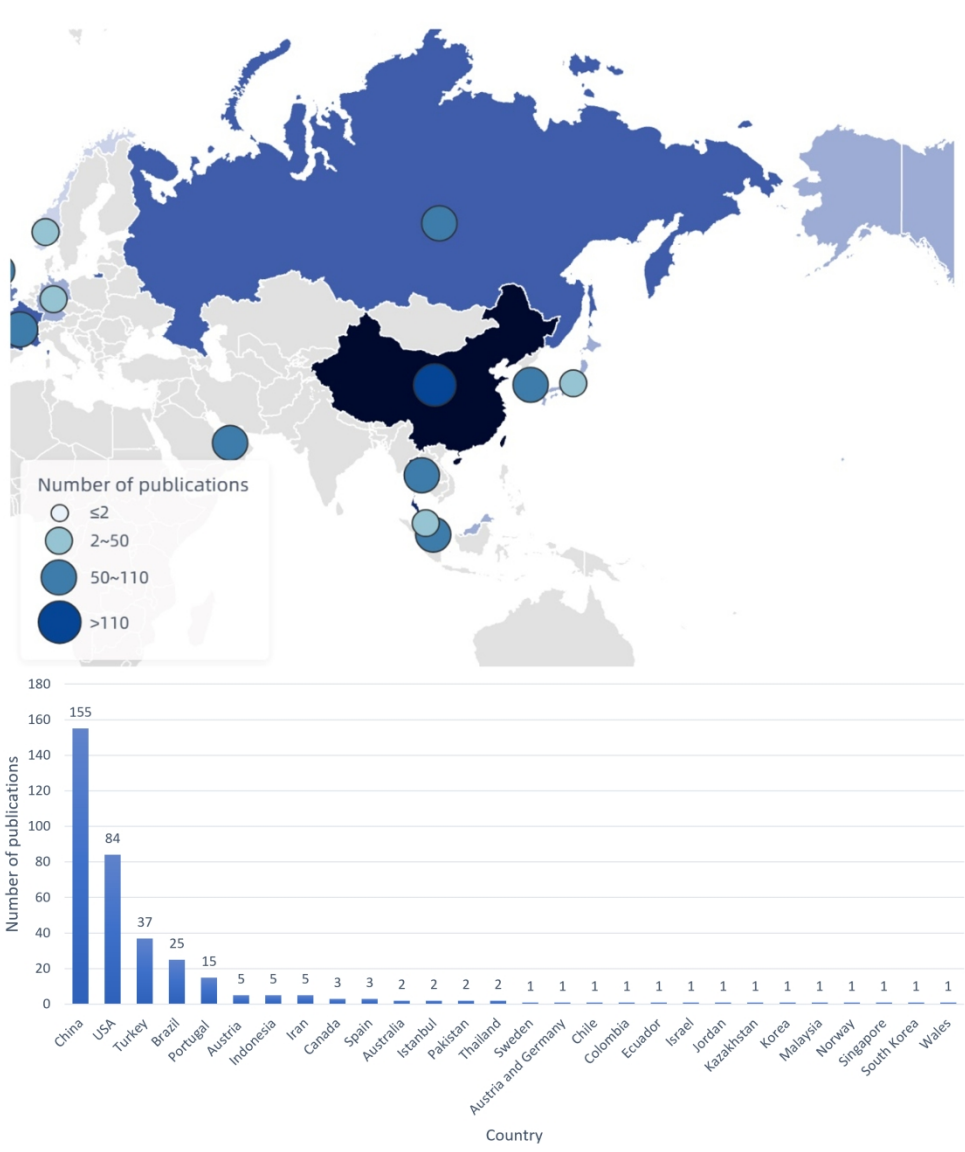 Number of publications
≤2
2~50
50~110
>110
Number of publications
180
160
140
120
100
80
60
40
20
0
155
84
37
25
15
5
5
5
3
3
2
2
2
2
1
1
1
1
1
1
1
1
1
1
1
1
1
1
China
USA
Turkey
Brazil
Portugal
Austria
Indonesia
Iran
Canada
Spain
Australia
Istanbul
Pakistan
Thailand
Sweden
Austria and Germany
Chile
Colombia
Ecuador
Israel
Jordan
Kazakhstan
Korea
Malaysia
Norway
Singapore
South Korea
Wales
Country